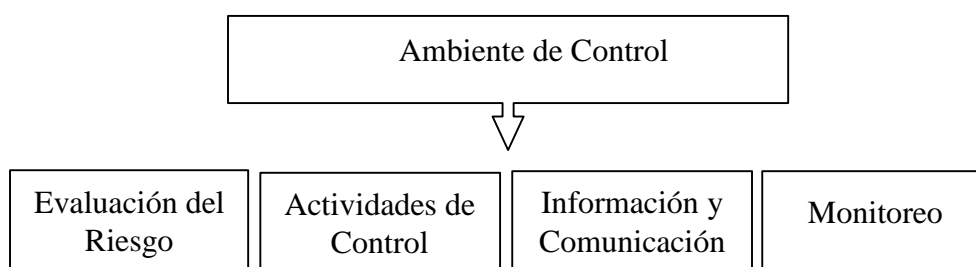 Ambiente de Control
Evaluación del
Riesgo
Actividades de
Control
Información y
Comunicación
Monitoreo